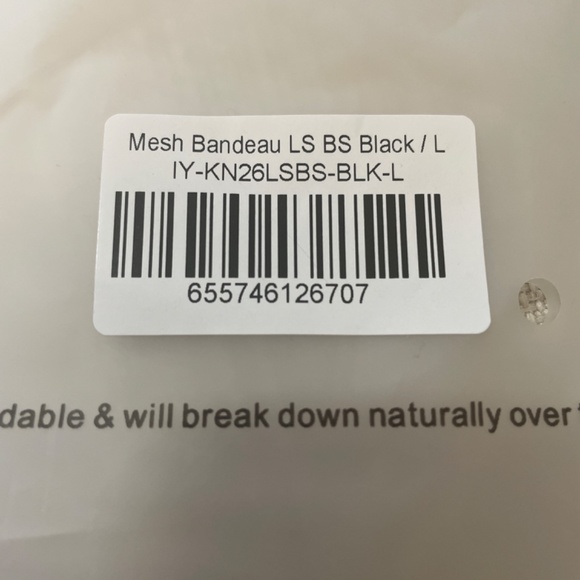 Mesh Bandeau LS BS Black / L
IY-KN26LSBS-BLK-L
655746126707
dable & will break down naturally over